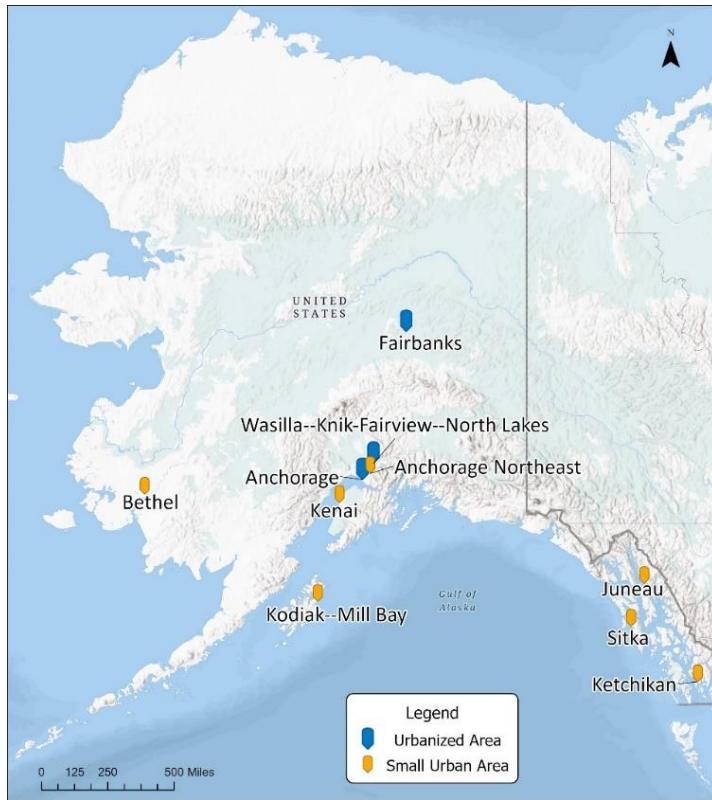 N
UNITED
STATES
Fairbanks
Wasilla--Knik-Fairview--North Lakes
Anchorage
Anchorage Northeast
Bethel
Kenai
Juneau
Gulf of
Alaska
Kodiak--Mill Bay
Sitka
Ketchikan
Legend
Urbanized Area
Small Urban Area
0 125 250 500 Miles